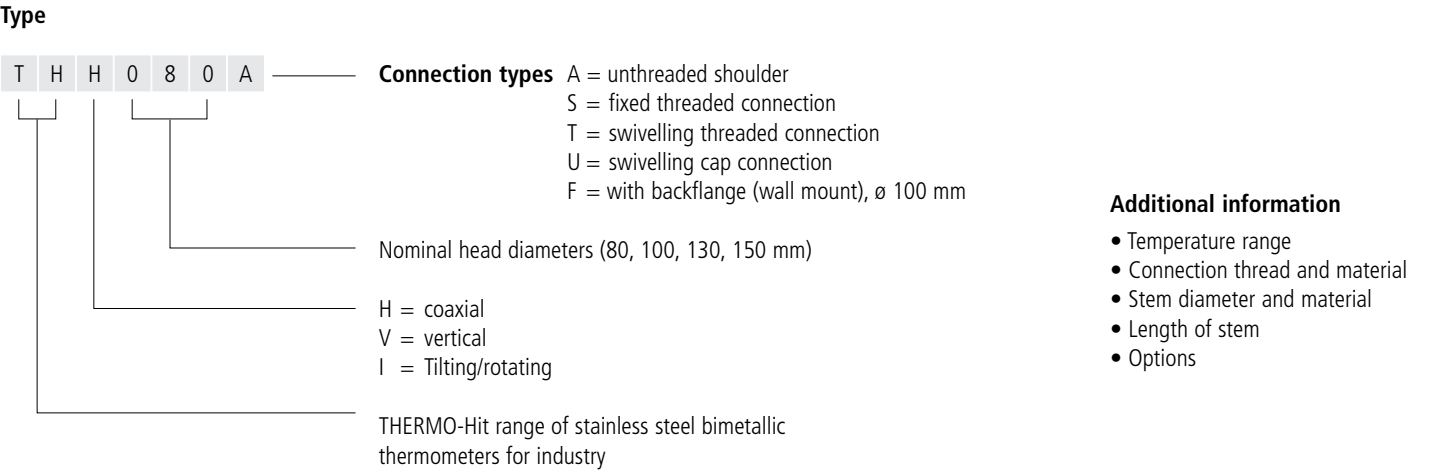 Type
T H H 0 8 0 A
Connection types A = unthreaded shoulder
S = fixed threaded connection
T = swivelling threaded connection
U = swivelling cap connection
F = with backflange (wall mount), ø 100 mm
Nominal head diameters (80, 100, 130, 150 mm)
H = coaxial
V = vertical
I = Tilting/rotating
THERMO-Hit range of stainless steel bimetallic
thermometers for industry
Additional information
• Temperature range
• Connection thread and material
• Stem diameter and material
• Length of stem
• Options